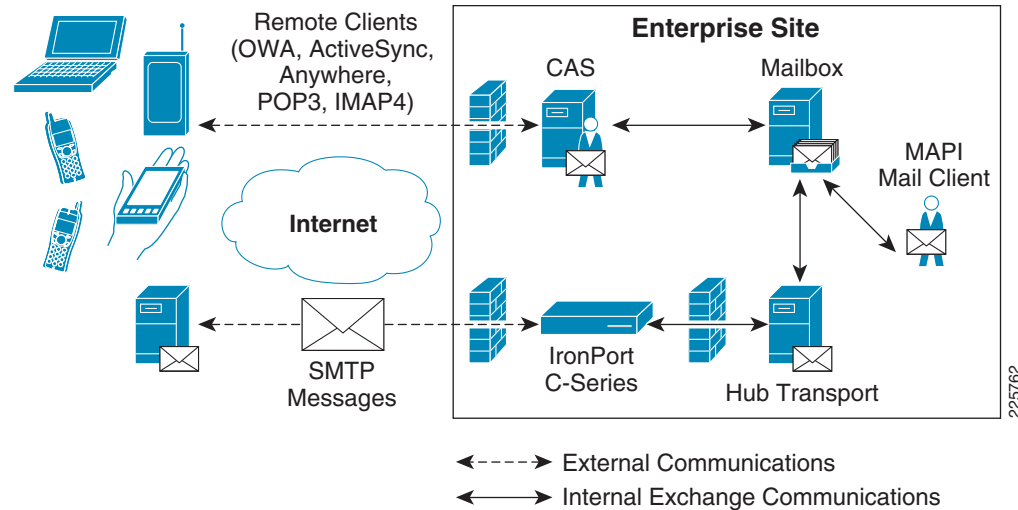 Remote Clients
(OWA, ActiveSync,
Anywhere,
POP3, IMAP4)
Enterprise Site
CAS
Mailbox
MAPI
Mail Client
Internet
SMTP
Messages
IronPort
C-Series
Hub Transport
225762
External Communications
Internal Exchange Communications